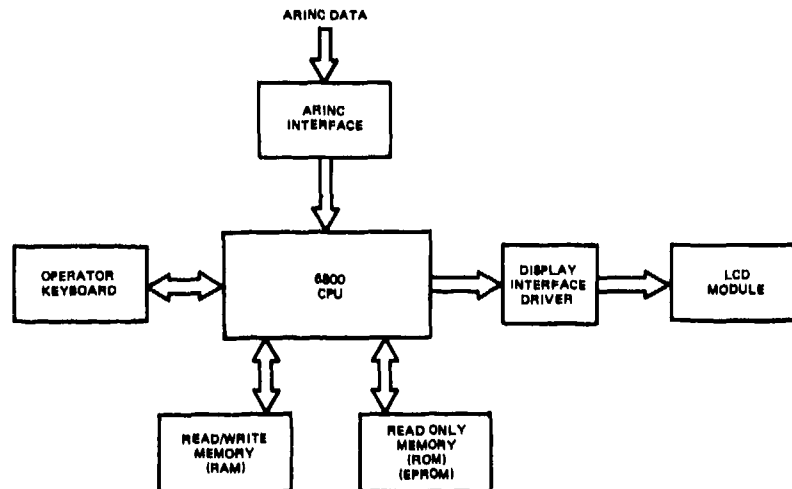 ARINC DATA
ARINC
INTERFACE
OPERATOR
KEYBOARD
6800
CPU
DISPLAY
INTERFACE
DRIVER
LCD
MODULE
READ/WRITE
MEMORY
(RAM)
READ ONLY
MEMORY
(ROM)
(EPROM)